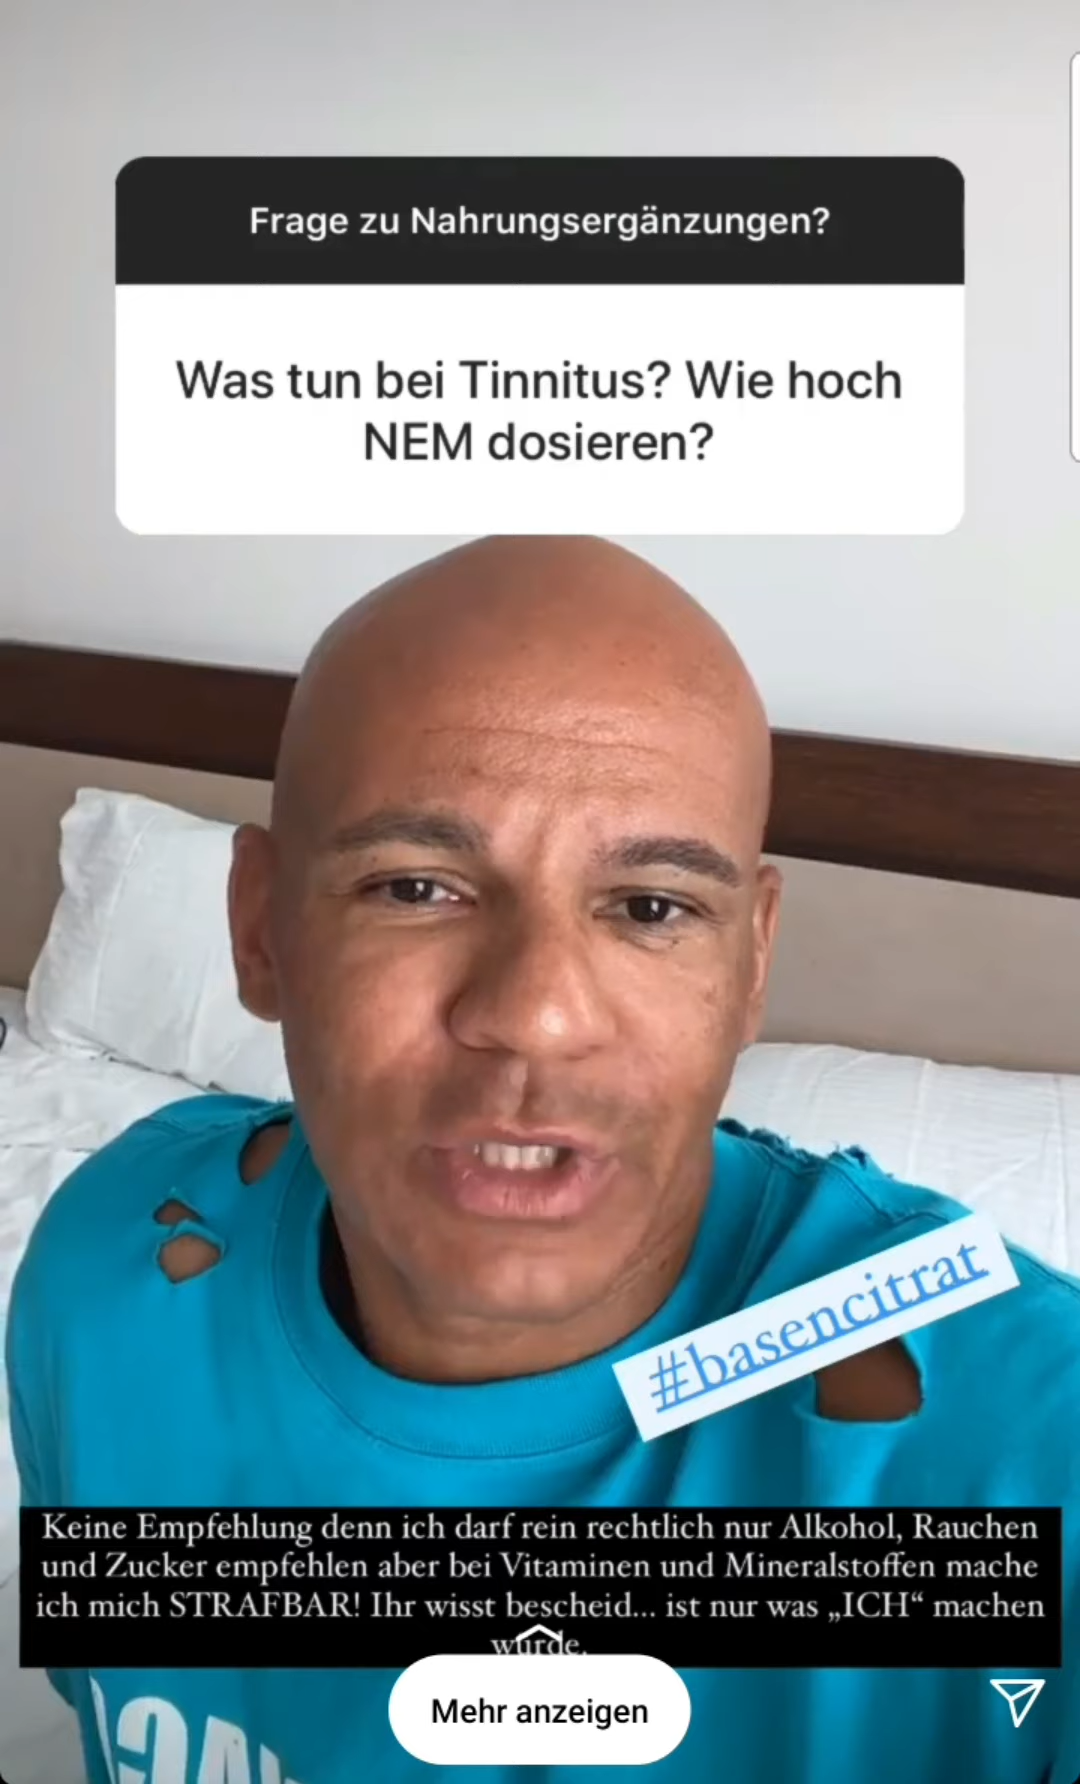 Frage zu Nahrungsergänzungen?
Was tun bei Tinnitus? Wie hoch
NEM dosieren?
#basencitrat
Keine Empfehlung denn ich darf rein rechtlich nur Alkohol, Rauchen
und Zucker empfehlen aber bei Vitaminen und Mineralstoffen mache
ich mich STRAFBAR! Ihr wisst bescheid... ist nur was „ICH“ machen
würde.
Mehr anzeigen